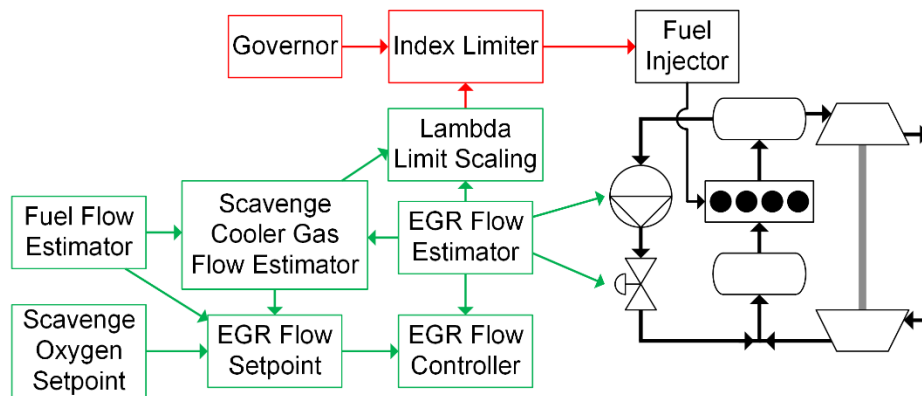 Governor
Index Limiter
Fuel
Injector
Lambda
Limit Scaling
Fuel Flow
Estimator
Scavenge
Cooler Gas
Flow Estimator
EGR Flow
Estimator
Scavenge
Oxygen
Setpoint
EGR Flow
Setpoint
EGR Flow
Controller